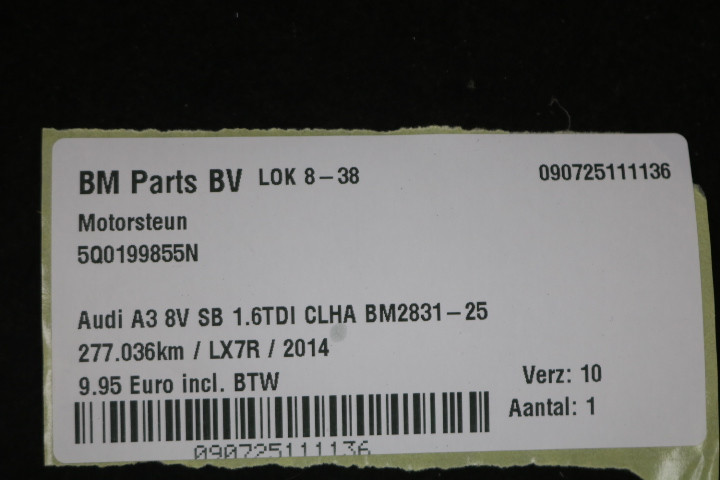 BM Parts BV LOK 8-38 090725111136
Motorsteun
5Q0199855N
Audi A3 8V SB 1.6TDI CLHA BM2831-25
277.036km / LX7R / 2014
9.95 Euro incl. BTW Verz: 10
Aantal: 1
090725111136